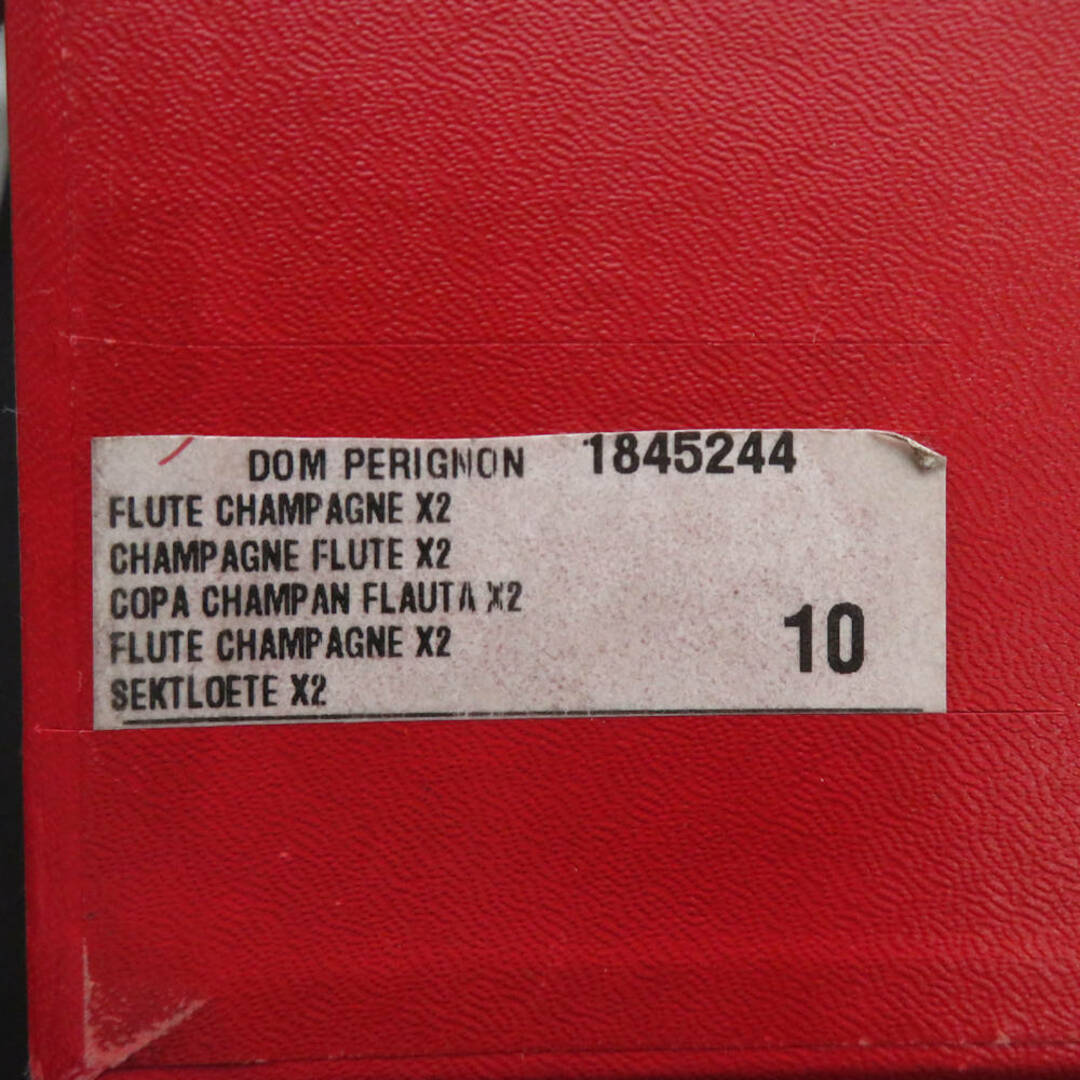 DOM PERIGNON 1845244
FLUTE CHAMPAGNE X2
CHAMPAGNE FLUTE X2
COPA CHAMPAN FLAUTA X2
FLUTE CHAMPAGNE X2
10
SEKTLOETE X2